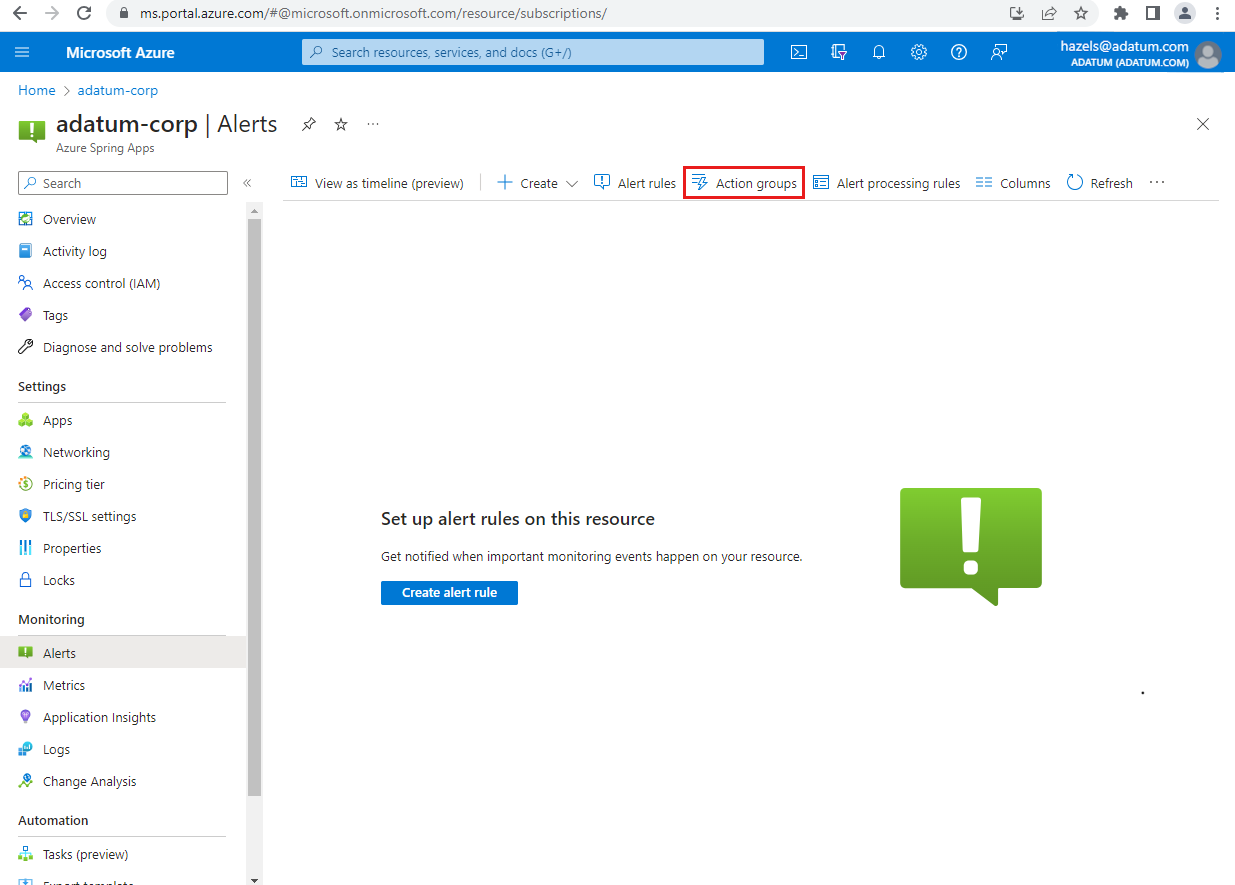 ms.portal.azure.com/#@microsoft.onmicrosoft.com/resource/subscriptions/
Microsoft Azure
Search resources, services, and docs (G+/)
hazels@adatum.com
ADATUM (ADATUM.COM)
Home > adatum-corp
adatum-corp | Alerts
Azure Spring Apps
Search
View as timeline (preview) Create Alert rules Action groups Alert processing rules Columns Refresh
Overview
Activity log
Access control (IAM)
Tags
Diagnose and solve problems
Settings
Apps
Networking
Pricing tier
TLS/SSL settings
Properties
Locks
Monitoring
Alerts
Metrics
Application Insights
Logs
Change Analysis
Automation
Tasks (preview)
Export template
Set up alert rules on this resource
Get notified when important monitoring events happen on your resource.
Create alert rule